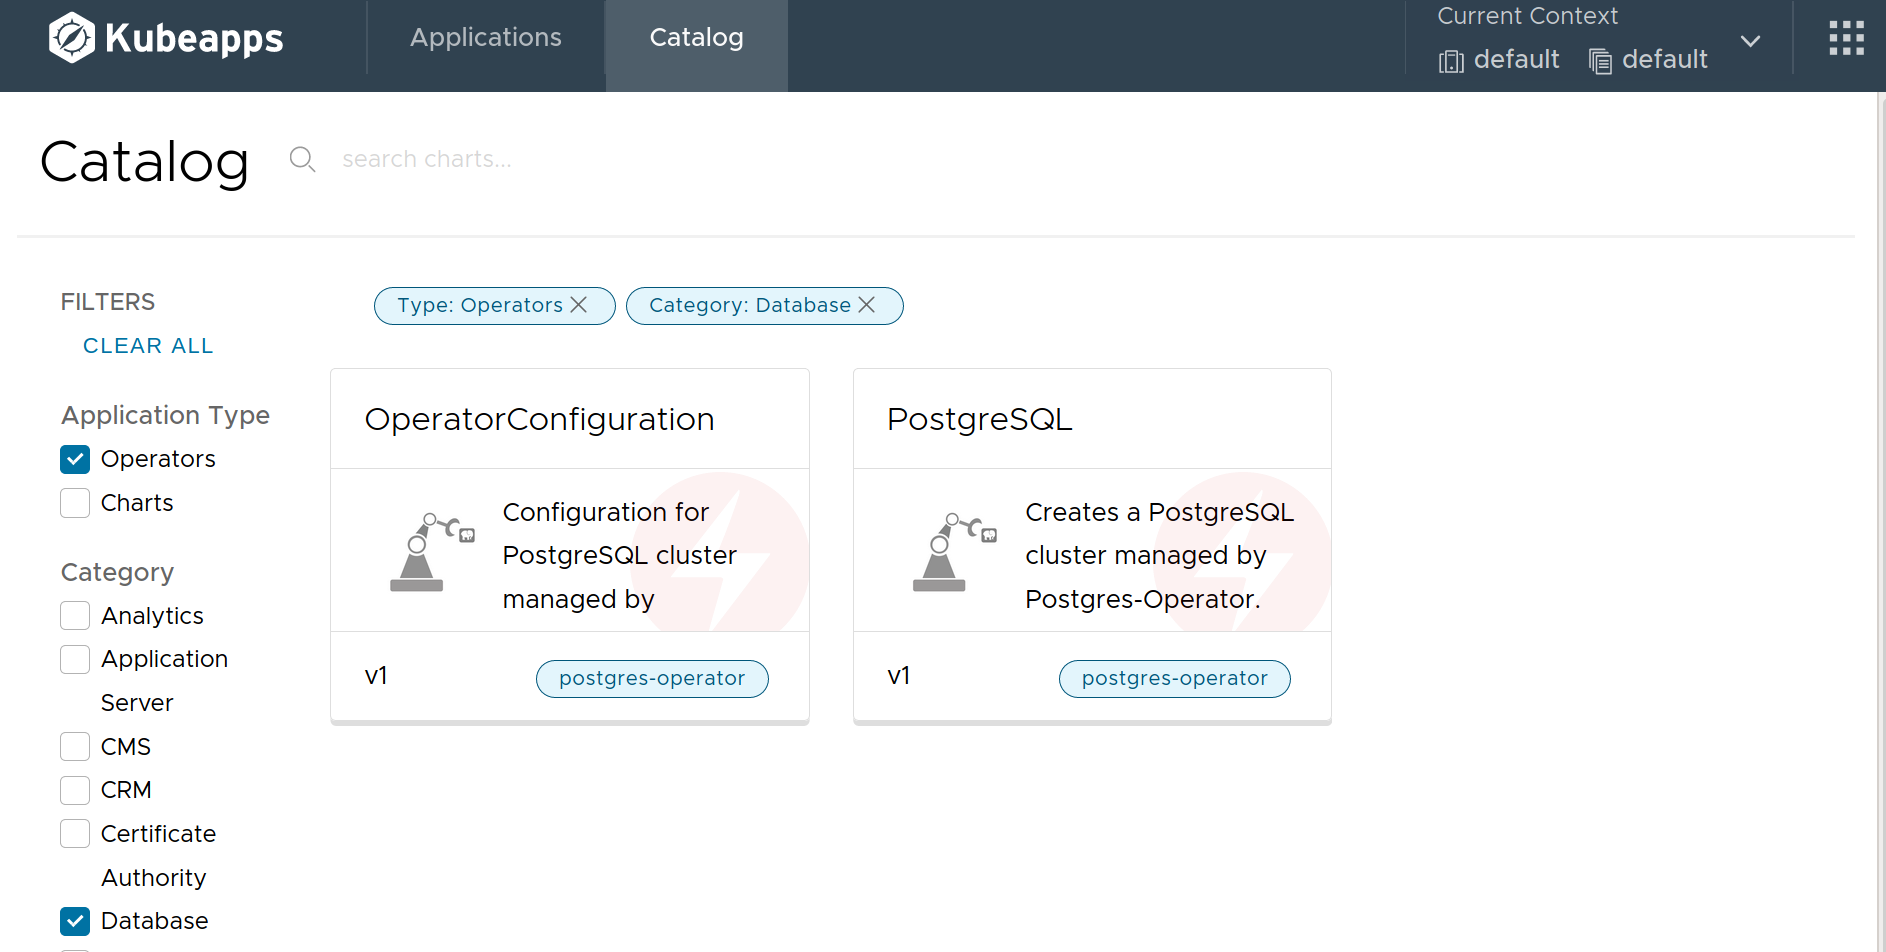 Kubeapps
Applications
Catalog
Current Context
default default
Catalog
search charts...
FILTERS
CLEAR ALL
Type: Operators
Category: Database
Application Type
Operators
Charts
Category
Analytics
Application
Server
CMS
CRM
Certificate
Authority
Database
OperatorConfiguration
Configuration for
PostgreSQL cluster
managed by
v1
postgres-operator
PostgreSQL
Creates a PostgreSQL
cluster managed by
Postgres-Operator.
v1
postgres-operator